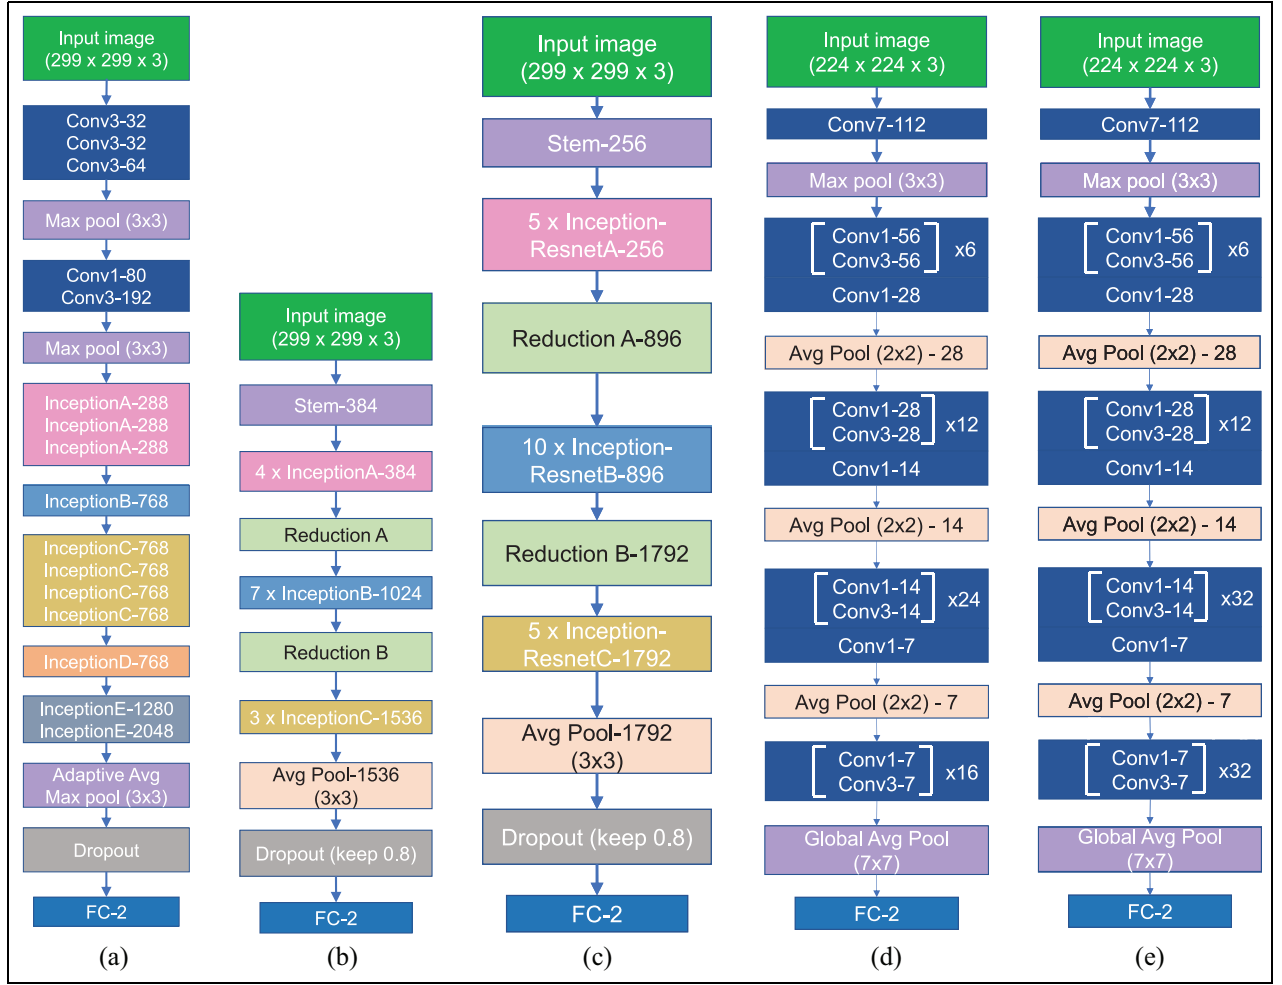 Input image
(299 x 299 x 3)
Conv3-32
Conv3-32
Conv3-64
Max pool (3x3)
Conv1-80
Conv3-192
Max pool (3x3)
InceptionA-288
InceptionA-288
InceptionA-288
InceptionB-768
InceptionC-768
InceptionC-768
InceptionC-768
InceptionC-768
InceptionD-768
InceptionE-1280
InceptionE-2048
Adaptive Avg
Max pool (3x3)
Dropout
FC-2
(a)
Input image
(299 x 299 x 3)
Stem-384
4 x InceptionA-384
Reduction A
7 x InceptionB-1024
Reduction B
3 x InceptionC-1536
Avg Pool-1536
(3x3)
Dropout (keep 0.8)
FC-2
(b)
Input image
(299 x 299 x 3)
Stem-256
5 x Inception-
ResnetA-256
Reduction A-896
10 x Inception-
ResnetB-896
Reduction B-1792
5 x Inception-
ResnetC-1792
Avg Pool-1792
(3x3)
Dropout (keep 0.8)
FC-2
(c)
Input image
(224 x 224 x 3)
Conv7-112
Max pool (3x3)
Conv1-56
Conv3-56
x6
Conv1-28
Avg Pool (2x2) - 28
Conv1-28
Conv3-28
x12
Conv1-14
Avg Pool (2x2) - 14
Conv1-14
Conv3-14
x24
Conv1-7
Avg Pool (2x2) - 7
Conv1-7
Conv3-7
x16
Global Avg Pool
(7x7)
FC-2
(d)
Input image
(224 x 224 x 3)
Conv7-112
Max pool (3x3)
Conv1-56
Conv3-56
x6
Conv1-28
Avg Pool (2x2) - 28
Conv1-28
Conv3-28
x12
Conv1-14
Avg Pool (2x2) - 14
Conv1-14
Conv3-14
x32
Conv1-7
Avg Pool (2x2) - 7
Conv1-7
Conv3-7
x32
Global Avg Pool
(7x7)
FC-2
(e)